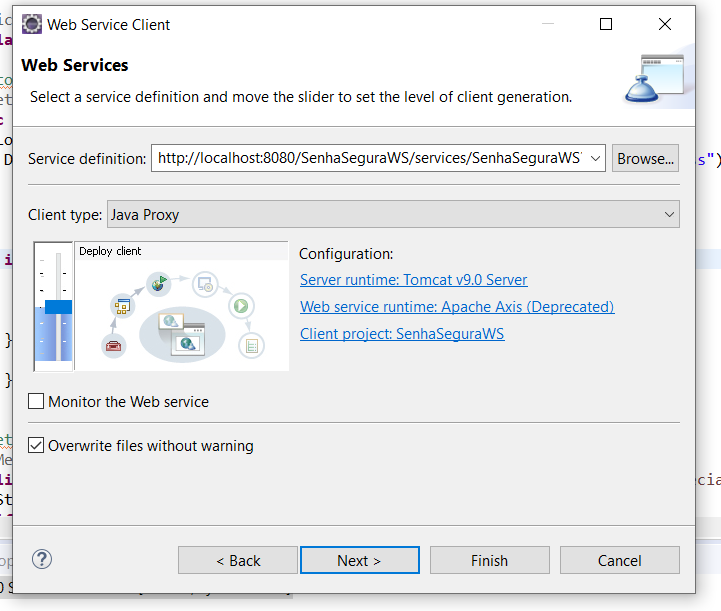 Web Service Client
Web Services
Select a service definition and move the slider to set the level of client generation.
Service definition: http://localhost:8080/SenhaSeguraWS/services/SenhaSeguraWS Browse...
Client type: Java Proxy
Deploy client
Configuration:
Server runtime: Tomcat v9.0 Server
Web service runtime: Apache Axis (Deprecated)
Client project: SenhaSeguraWS
Monitor the Web service
Overwrite files without warning
? < Back Next > Finish Cancel